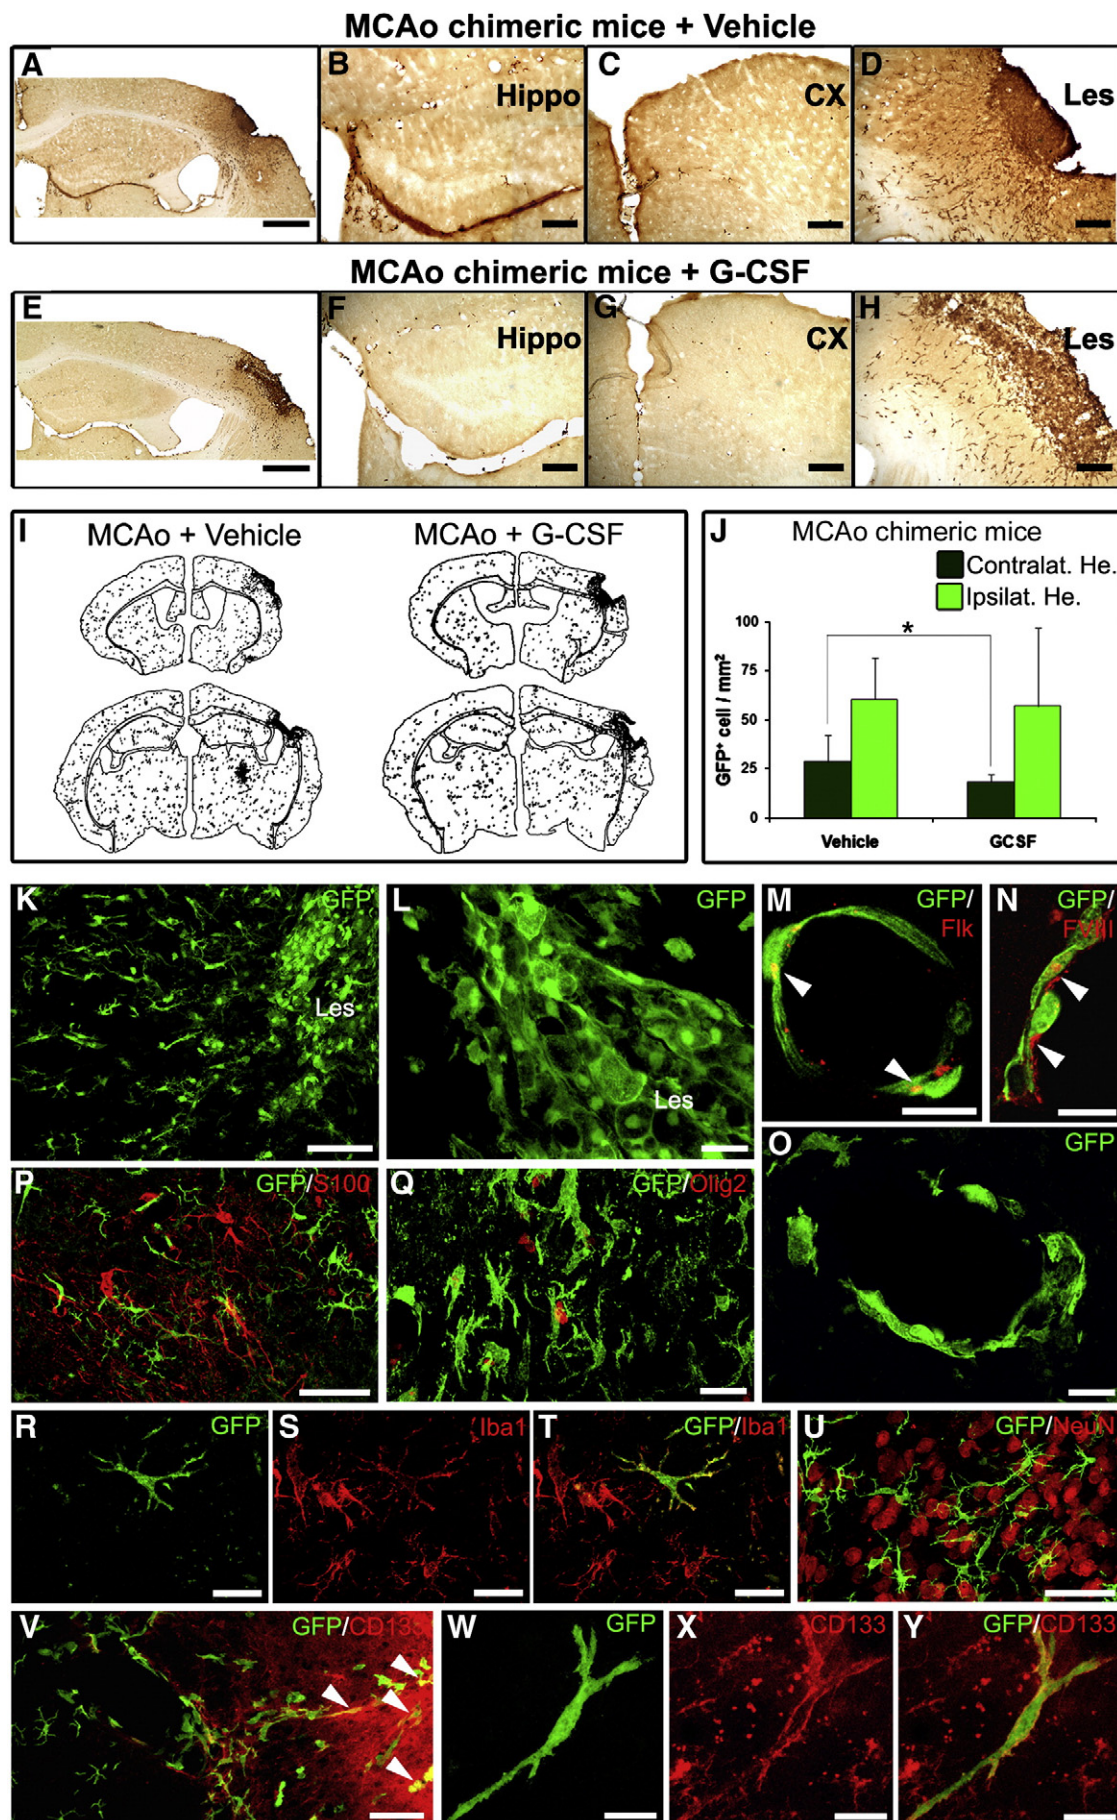 MCAo chimeric mice + Vehicle
A
B
Hippo
C
CX
D
Les
MCAo chimeric mice + G-CSF
E
F
Hippo
G
CX
H
Les
I
MCAo + Vehicle
MCAo + G-CSF
J
MCAo chimeric mice
Contralat. He.
Ipsilat. He.
GFP⁺ cell / mm²
100
75
50
25
0
*
Vehicle
GCSF
K
GFP
Les
L
GFP
Les
M
GFP/
Flk
N
GFP/
FVIII
O
GFP
P
GFP/S100
Q
GFP/Olig2
R
GFP
S
Iba1
T
GFP/Iba1
U
GFP/NeuN
V
GFP/CD133
W
GFP
X
CD133
Y
GFP/CD133